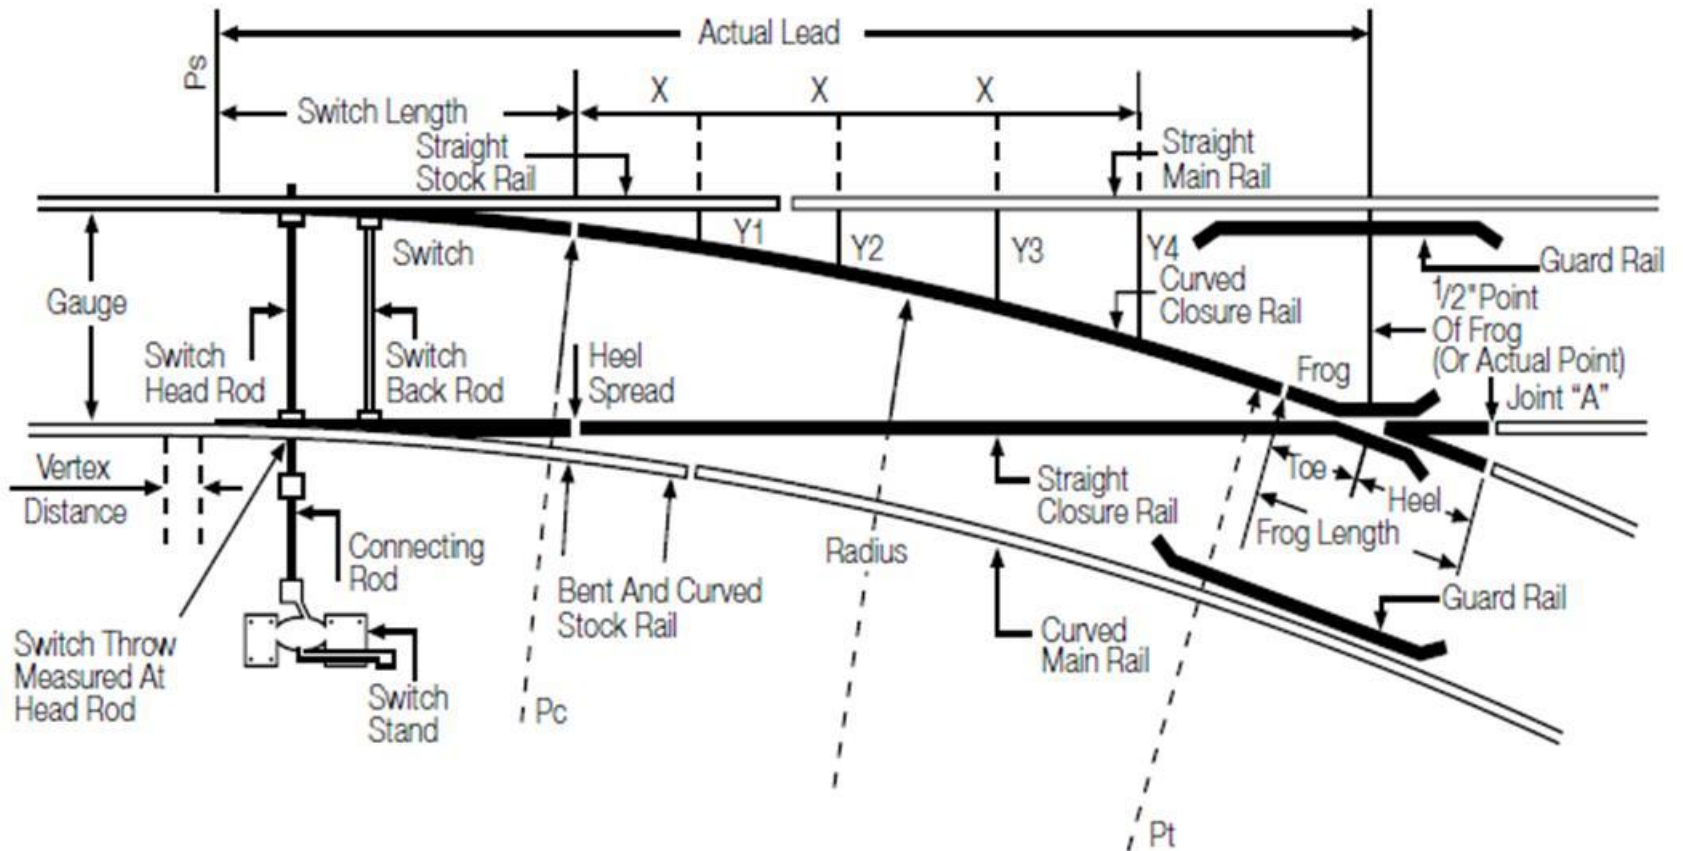 Actual Lead
Ps
X
X
X
Switch Length
Straight
Stock Rail
Straight
Main Rail
Y1
Y2
Y3
Y4
Switch
Guard Rail
Gauge
Curved
Closure Rail
1/2" Point
Of Frog
(Or Actual Point)
Switch
Head Rod
Switch
Back Rod
Heel
Spread
Frog
Joint "A"
Vertex
Distance
Toe
Heel
Straight
Closure Rail
Frog Length
Connecting
Rod
Radius
Bent And Curved
Stock Rail
Guard Rail
Curved
Main Rail
Switch Throw
Measured At
Head Rod
Switch
Stand
Pc
Pt